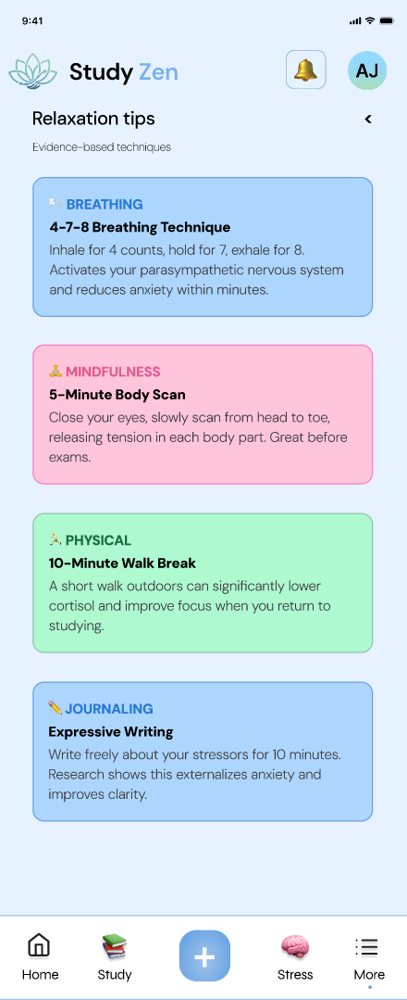 9:41
Study Zen
AJ
Relaxation tips
Evidence-based techniques
BREATHING
4-7-8 Breathing Technique
Inhale for 4 counts, hold for 7, exhale for 8.
Activates your parasympathetic nervous system
and reduces anxiety within minutes.
MINDFULNESS
5-Minute Body Scan
Close your eyes, slowly scan from head to toe,
releasing tension in each body part. Great before
exams.
PHYSICAL
10-Minute Walk Break
A short walk outdoors can significantly lower
cortisol and improve focus when you return to
studying.
JOURNALING
Expressive Writing
Write freely about your stressors for 10 minutes.
Research shows this externalizes anxiety and
improves clarity.
Home
Study
Stress
More